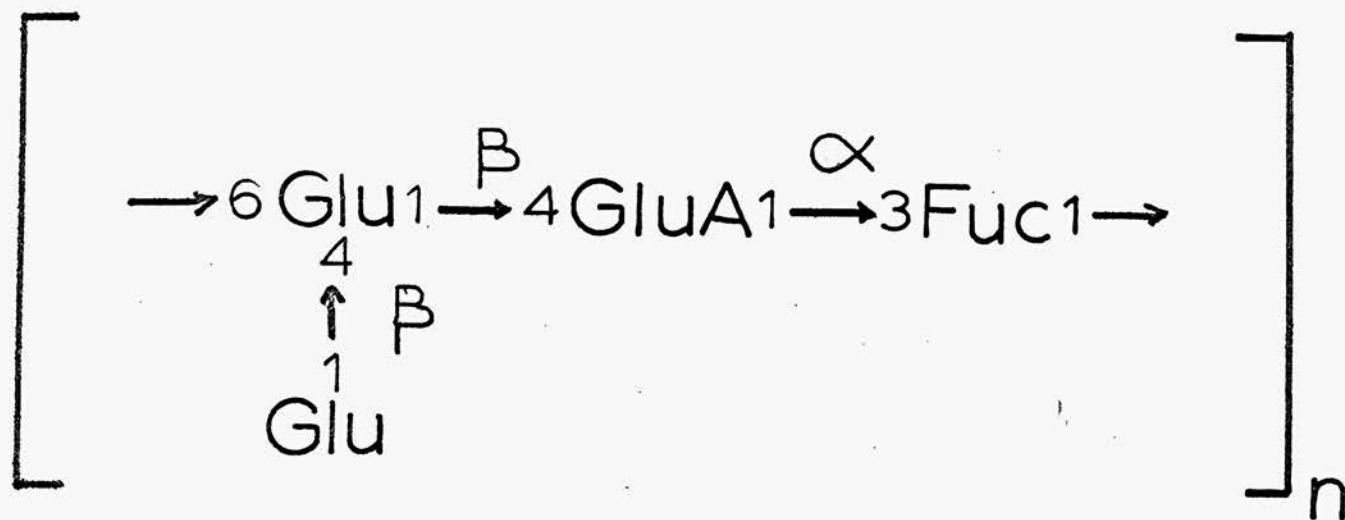 β α
→6Glu1→4GluA1→3Fuc1→
4
↑ β
1
Glu
n